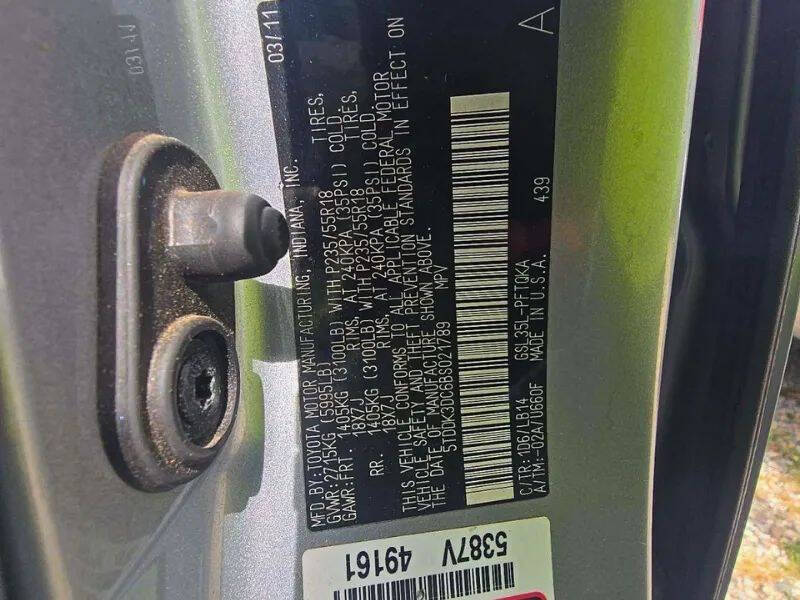 MFD.BY:TOYOTA MOTOR MANUFACTURING, INDIANA, INC. 03/11
GVWR:2715KG (5995LB)
GAWR:FRT. 1405KG (3100LB) WITH P235/55R18 TIRES,
18X7J RIMS, AT 240KPA (35PSI) COLD.
RR. 1405KG (3100LB) WITH P235/55R18 TIRES,
18X7J RIMS, AT 240KPA (35PSI) COLD.
THIS VEHICLE CONFORMS TO ALL APPLICABLE FEDERAL MOTOR
VEHICLE SAFETY AND THEFT PREVENTION STANDARDS IN EFFECT ON
THE DATE OF MANUFACTURE SHOWN ABOVE.
5TDDK3DC6BS021789 MPV
C/TR:1D6/LB14 GSL35L-PFTQKA 439 A
A/TM:-02A/U660F MADE IN U.S.A.
5387V
49161